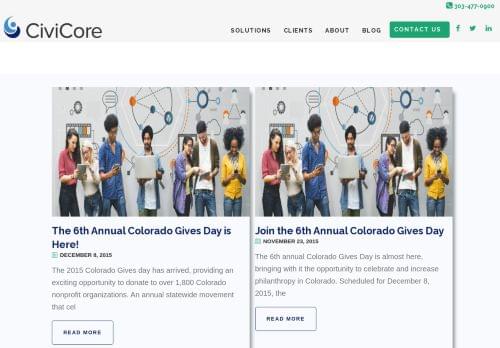 303-477-0900
CiviCore
SOLUTIONS CLIENTS ABOUT BLOG CONTACT US
The 6th Annual Colorado Gives Day is
Here!
DECEMBER 8, 2015
The 2015 Colorado Gives day has arrived, providing an
exciting opportunity to donate to over 1,800 Colorado
nonprofit organizations. An annual statewide movement
that cel
READ MORE
Join the 6th Annual Colorado Gives Day
NOVEMBER 23, 2015
The 6th annual Colorado Gives Day is almost here,
bringing with it the opportunity to celebrate and increase
philanthropy in Colorado. Scheduled for December 8,
2015, the
READ MORE